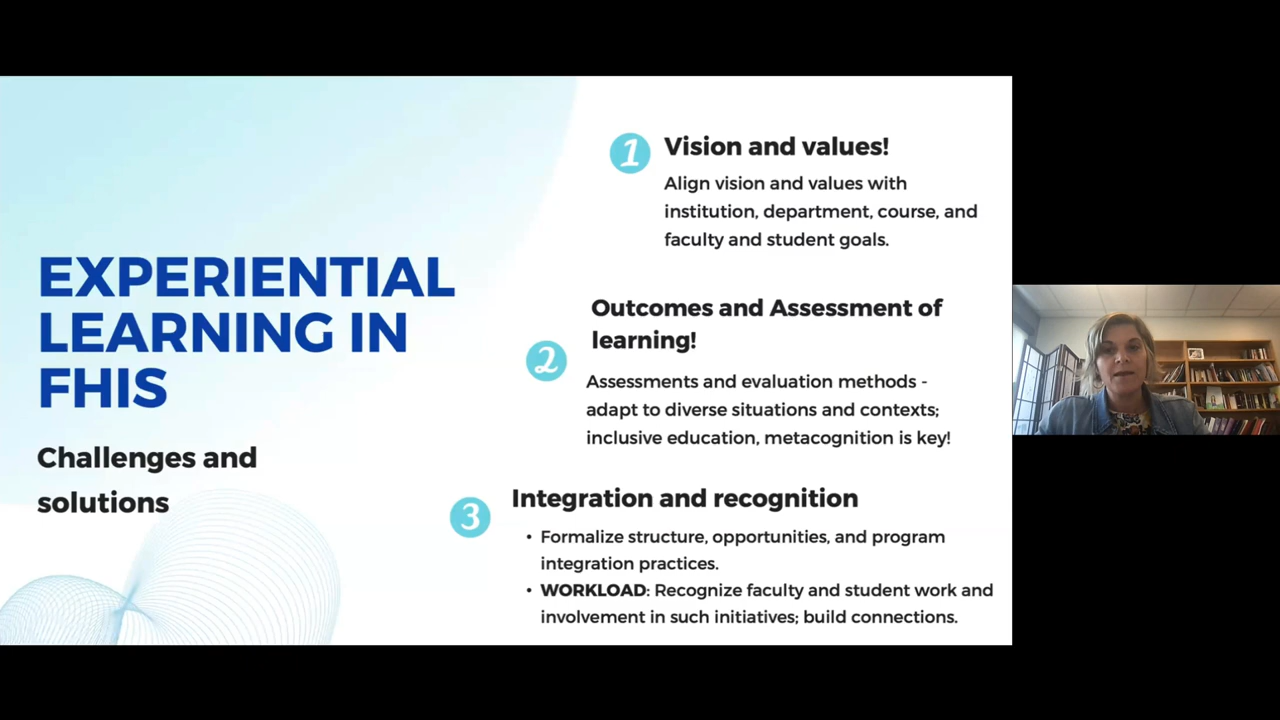 EXPERIENTIAL
LEARNING IN
FHIS
Challenges and
solutions
1
Vision and values!
Align vision and values with
institution, department, course, and
faculty and student goals.
2
Outcomes and Assessment of
learning!
Assessments and evaluation methods -
adapt to diverse situations and contexts;
inclusive education, metacognition is key!
3
Integration and recognition
• Formalize structure, opportunities, and program
integration practices.
• WORKLOAD: Recognize faculty and student work and
involvement in such initiatives; build connections.